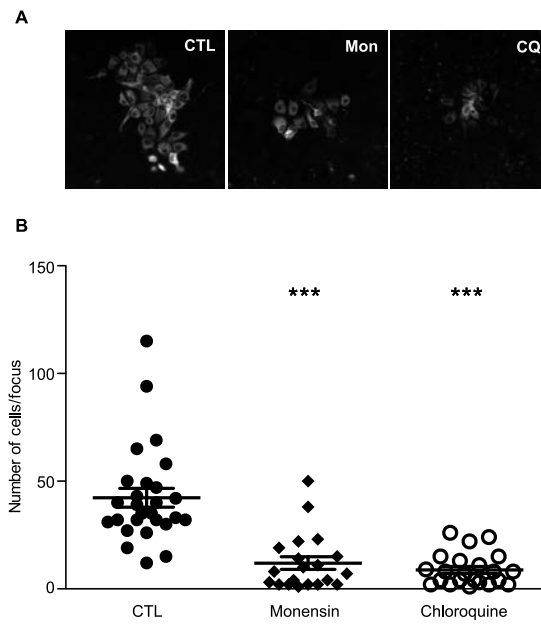 A
CTL
Mon
CQ
B
Number of cells/focus
150
100
50
0
***
***
CTL
Monensin
Chloroquine